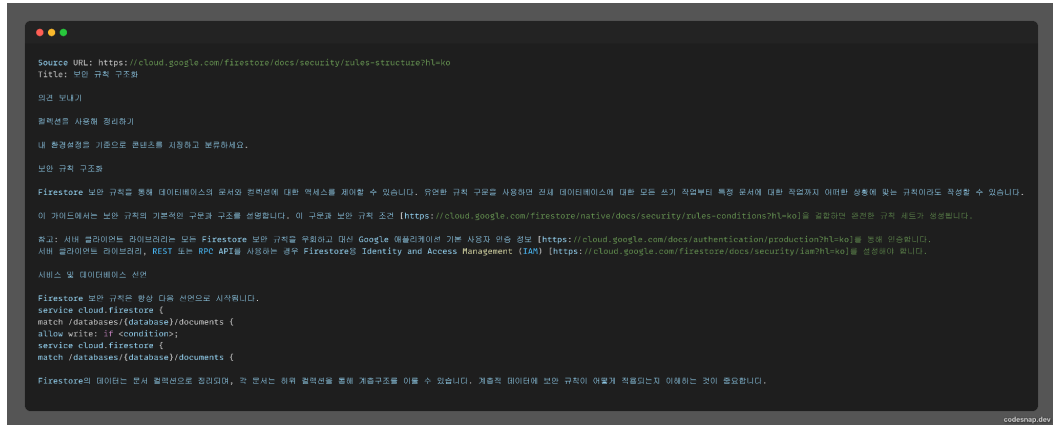 Source URL: https://cloud.google.com/firestore/docs/security/rules-structure?hl=ko
Title: 보안 규칙 구조화
의견 보내기
컬렉션을 사용해 정리하기
내 환경설정을 기준으로 콘텐츠를 저장하고 분류하세요.
보안 규칙 구조화
Firestore 보안 규칙을 통해 데이터베이스의 문서와 컬렉션에 대한 액세스를 제어할 수 있습니다. 유연한 규칙 구문을 사용하면 전체 데이터베이스에 대한 모든 쓰기 작업부터 특정 문서에 대한 작업까지 어떠한 상황에 맞는 규칙이라도 작성할 수 있습니다.
이 가이드에서는 보안 규칙의 기본적인 구문과 구조를 설명합니다. 이 구문과 보안 규칙 조건 [https://cloud.google.com/firestore/native/docs/security/rules-conditions?hl=ko]을 결합하면 완전한 규칙 세트가 생성됩니다.
참고: 서버 클라이언트 라이브러리는 모든 Firestore 보안 규칙을 우회하고 대신 Google 애플리케이션 기본 사용자 인증 정보 [https://cloud.google.com/docs/authentication/production?hl=ko]를 통해 인증합니다.
서버 클라이언트 라이브러리, REST 또는 RPC API를 사용하는 경우 Firestore용 Identity and Access Management (IAM) [https://cloud.google.com/firestore/docs/security/iam?hl=ko]를 설정해야 합니다.
서비스 및 데이터베이스 선언
Firestore 보안 규칙은 항상 다음 선언으로 시작됩니다.
service cloud.firestore {
match /databases/{database}/documents {
allow write: if <condition>;
service cloud.firestore {
match /databases/{database}/documents {
Firestore의 데이터는 문서 컬렉션으로 정리되며, 각 문서는 하위 컬렉션을 통해 계층구조를 이룰 수 있습니다. 계층적 데이터에 보안 규칙이 어떻게 적용되는지 이해하는 것이 중요합니다.
codesnap.dev